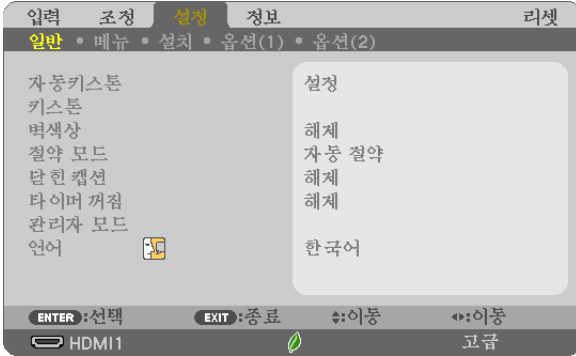 입력 조정 설정 정보 리셋
일반 • 메뉴 • 설치 • 옵션(1) • 옵션(2)
자동키스톤 설정
키스톤
벽색상 해제
절약 모드 자동 절약
닫힌 캡션 해제
타이머 꺼짐 해제
관리자 모드
언어 한국어
ENTER :선택 EXIT :종료 :이동 :이동
HDMI1 고급